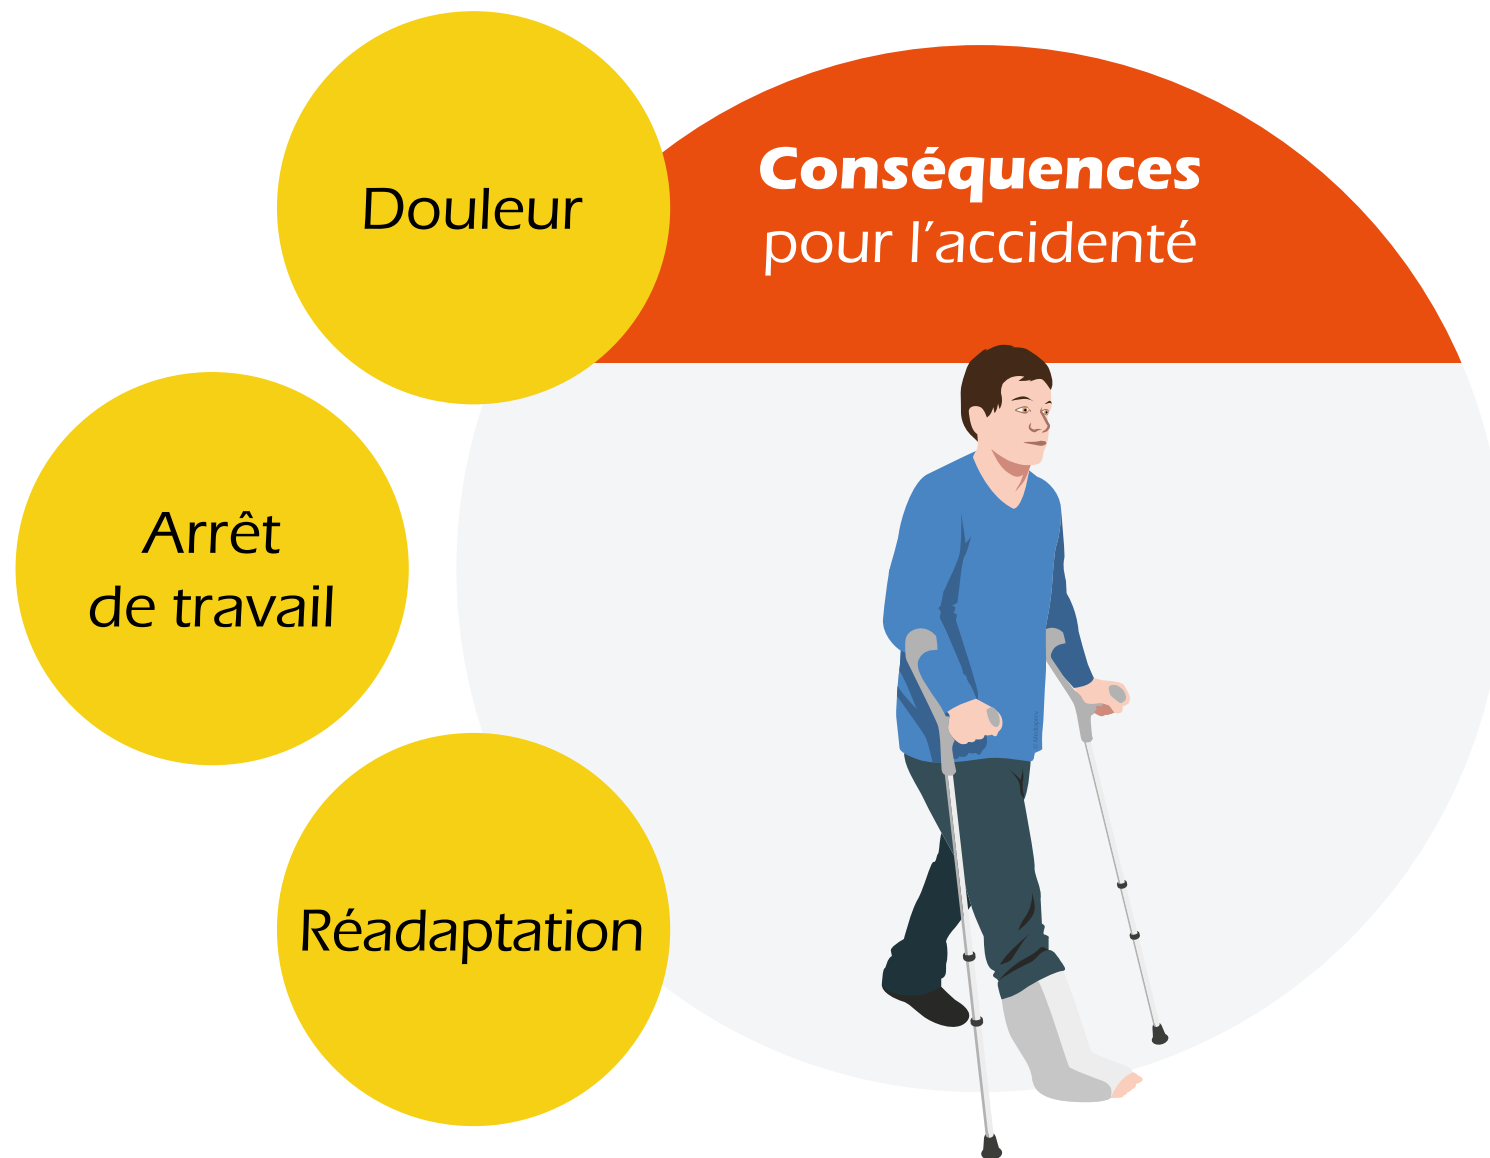 Conséquences
pour l’accidenté
Douleur
Arrêt
de travail
Réadaptation